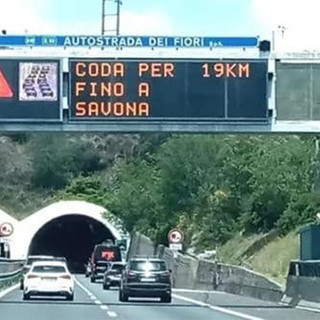 AUTOSTRADA DEI FIORI S.p.A.
CODA PER 19KM
FINO A
SAVONA